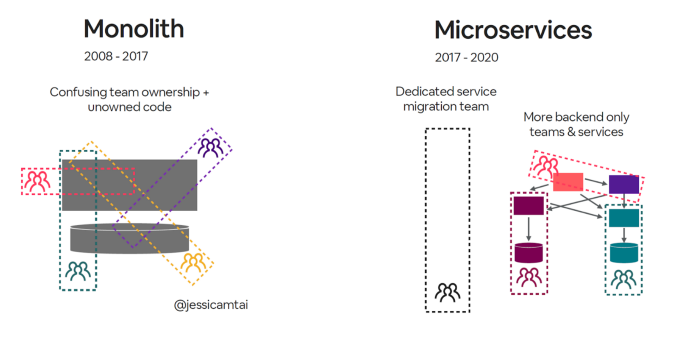 Monolith
2008 - 2017
Confusing team ownership +
unowned code
@jessicamtai
Microservices
2017 - 2020
Dedicated service
migration team
More backend only
teams & services